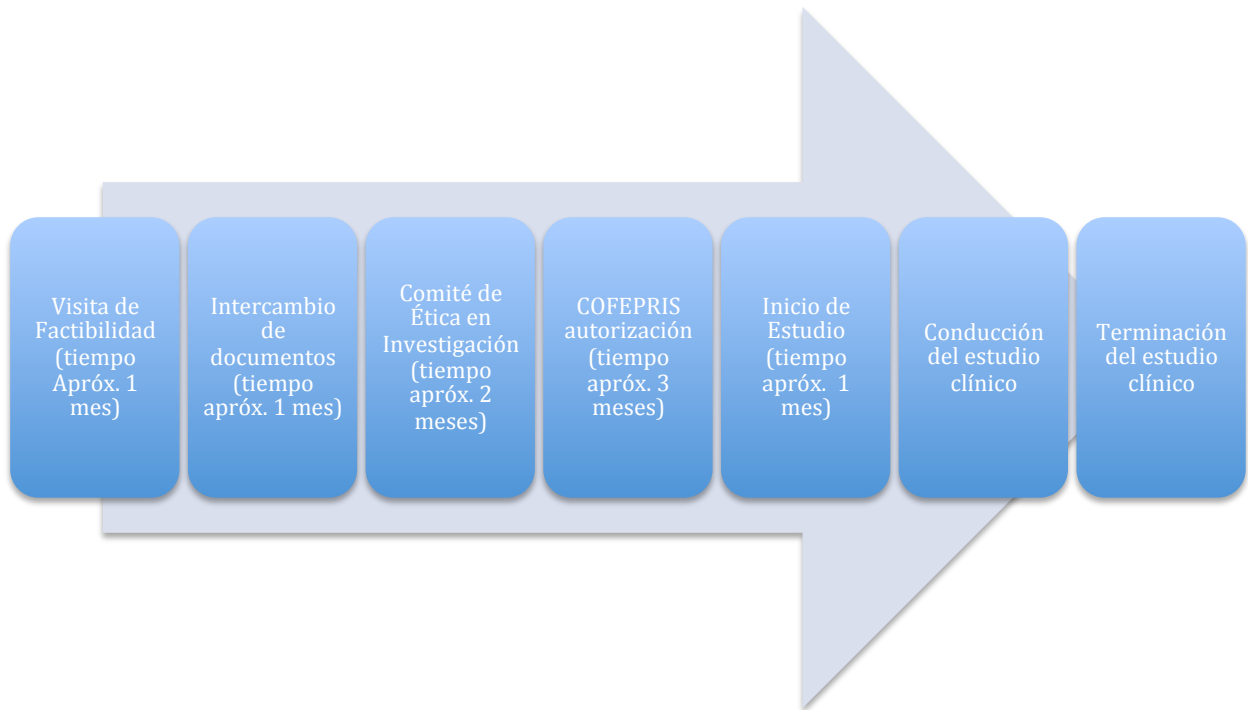 Visita de
Factibilidad
(tiempo
Apróx. 1
mes)
Intercambio
de
documentos
(tiempo
apróx. 1 mes)
Comité de
Ética en
Investigación
(tiempo
apróx. 2
meses)
COFEPRIS
autorización
(tiempo
apróx. 3
meses)
Inicio de
Estudio
(tiempo
apróx.  1
mes)
Conducción
del estudio
clínico
Terminación
del estudio
clínico